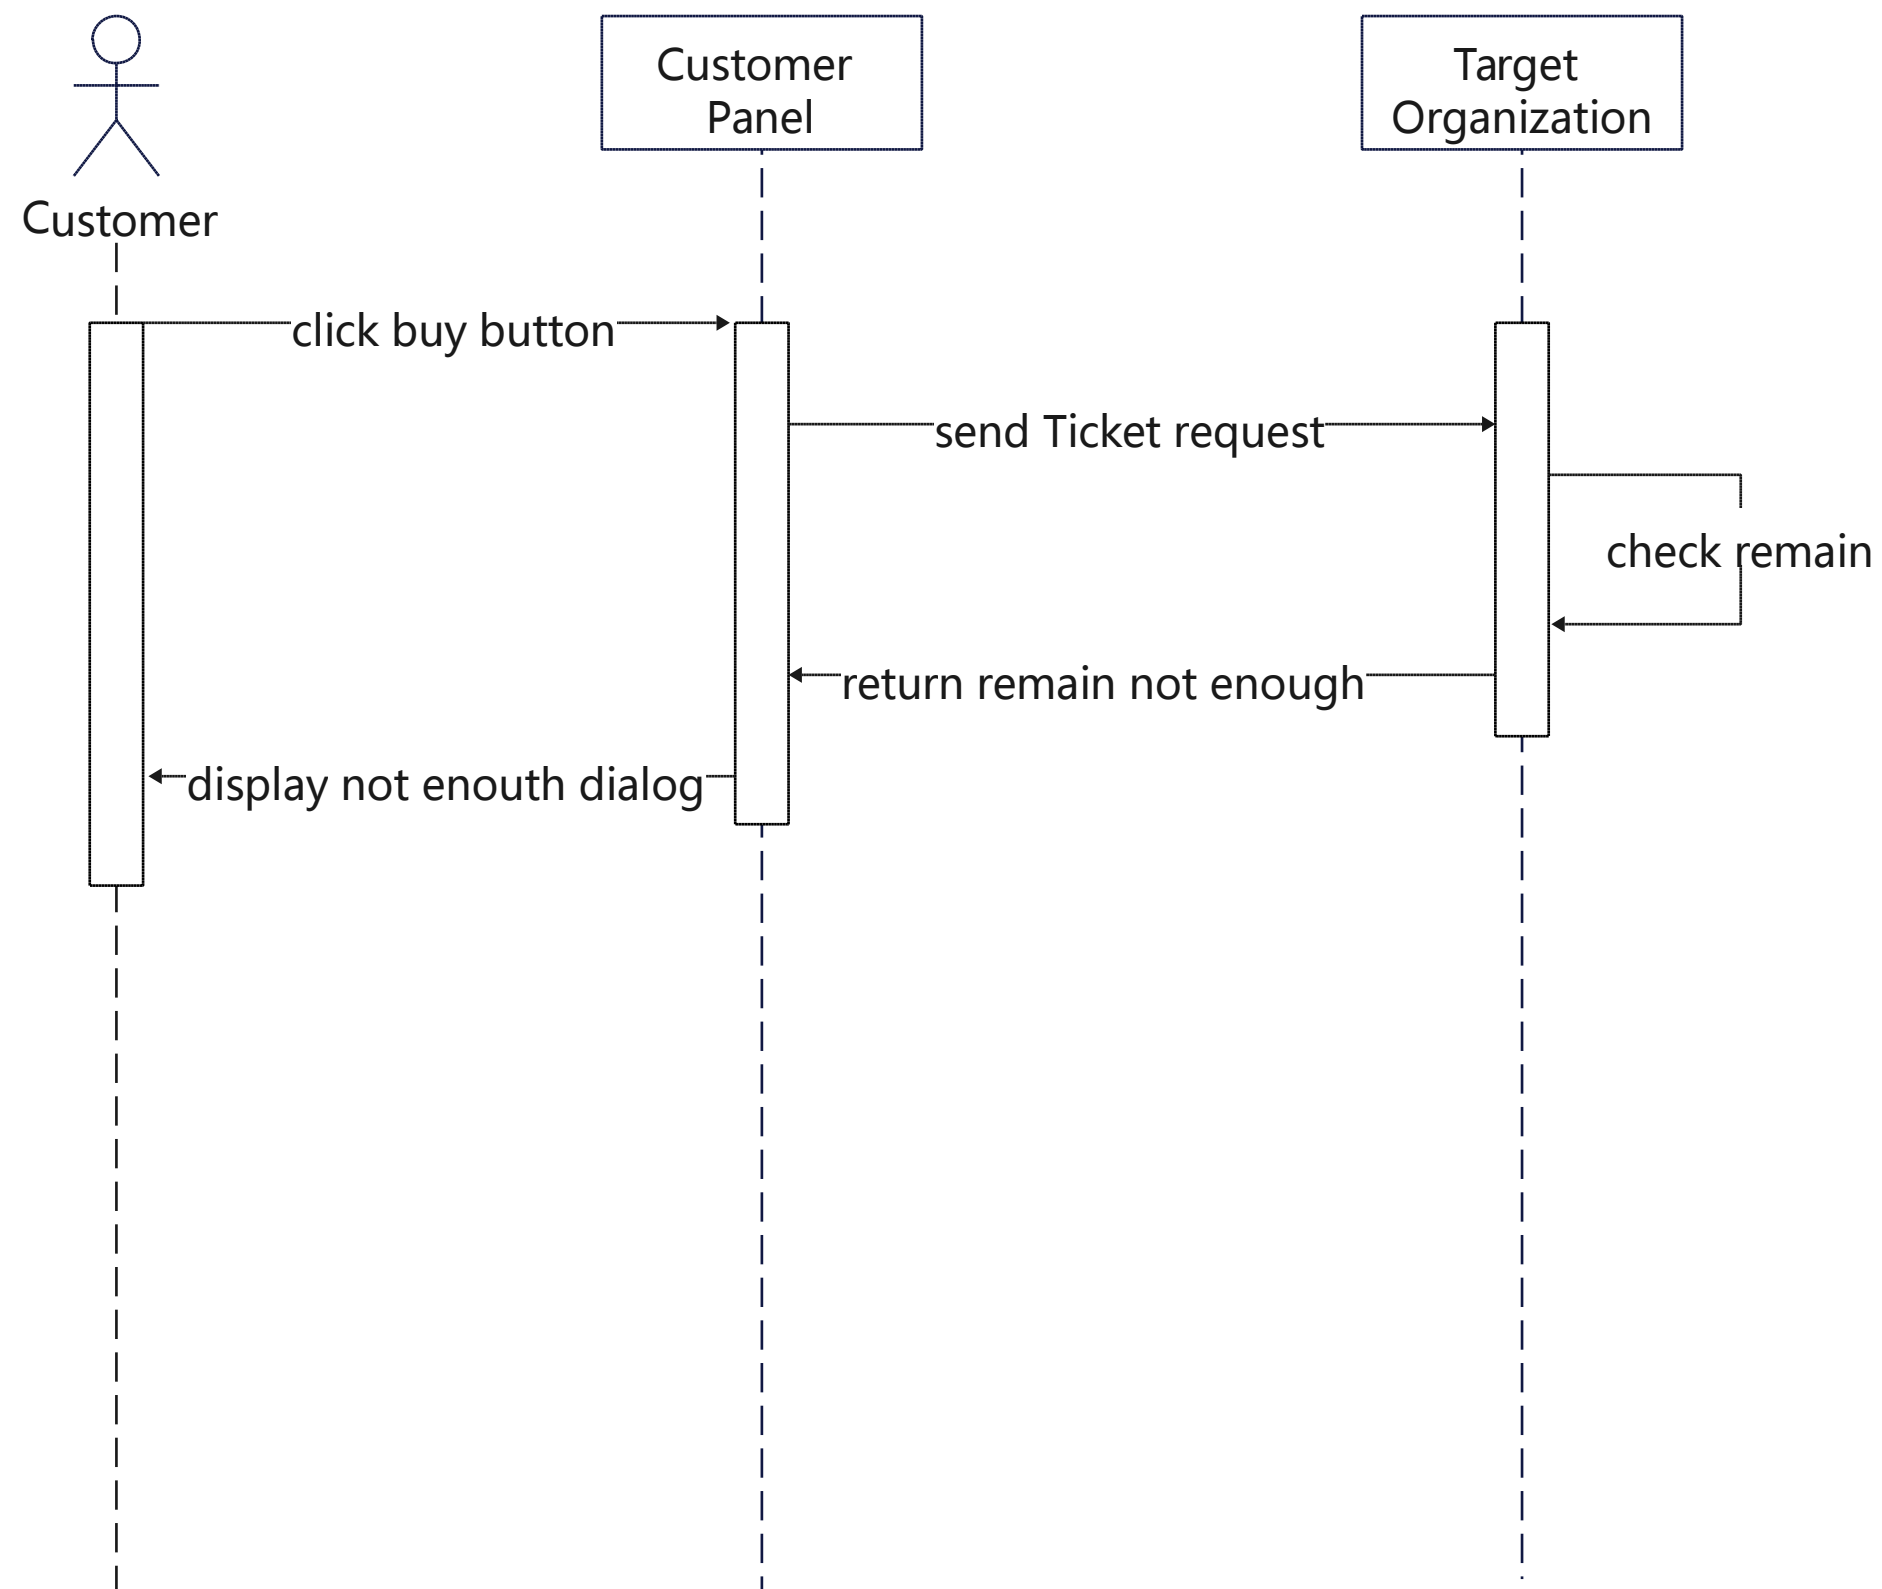 Customer
Panel
Target
Organization
Customer
click buy button
send Ticket request
check remain
return remain not enough
display not enouth dialog